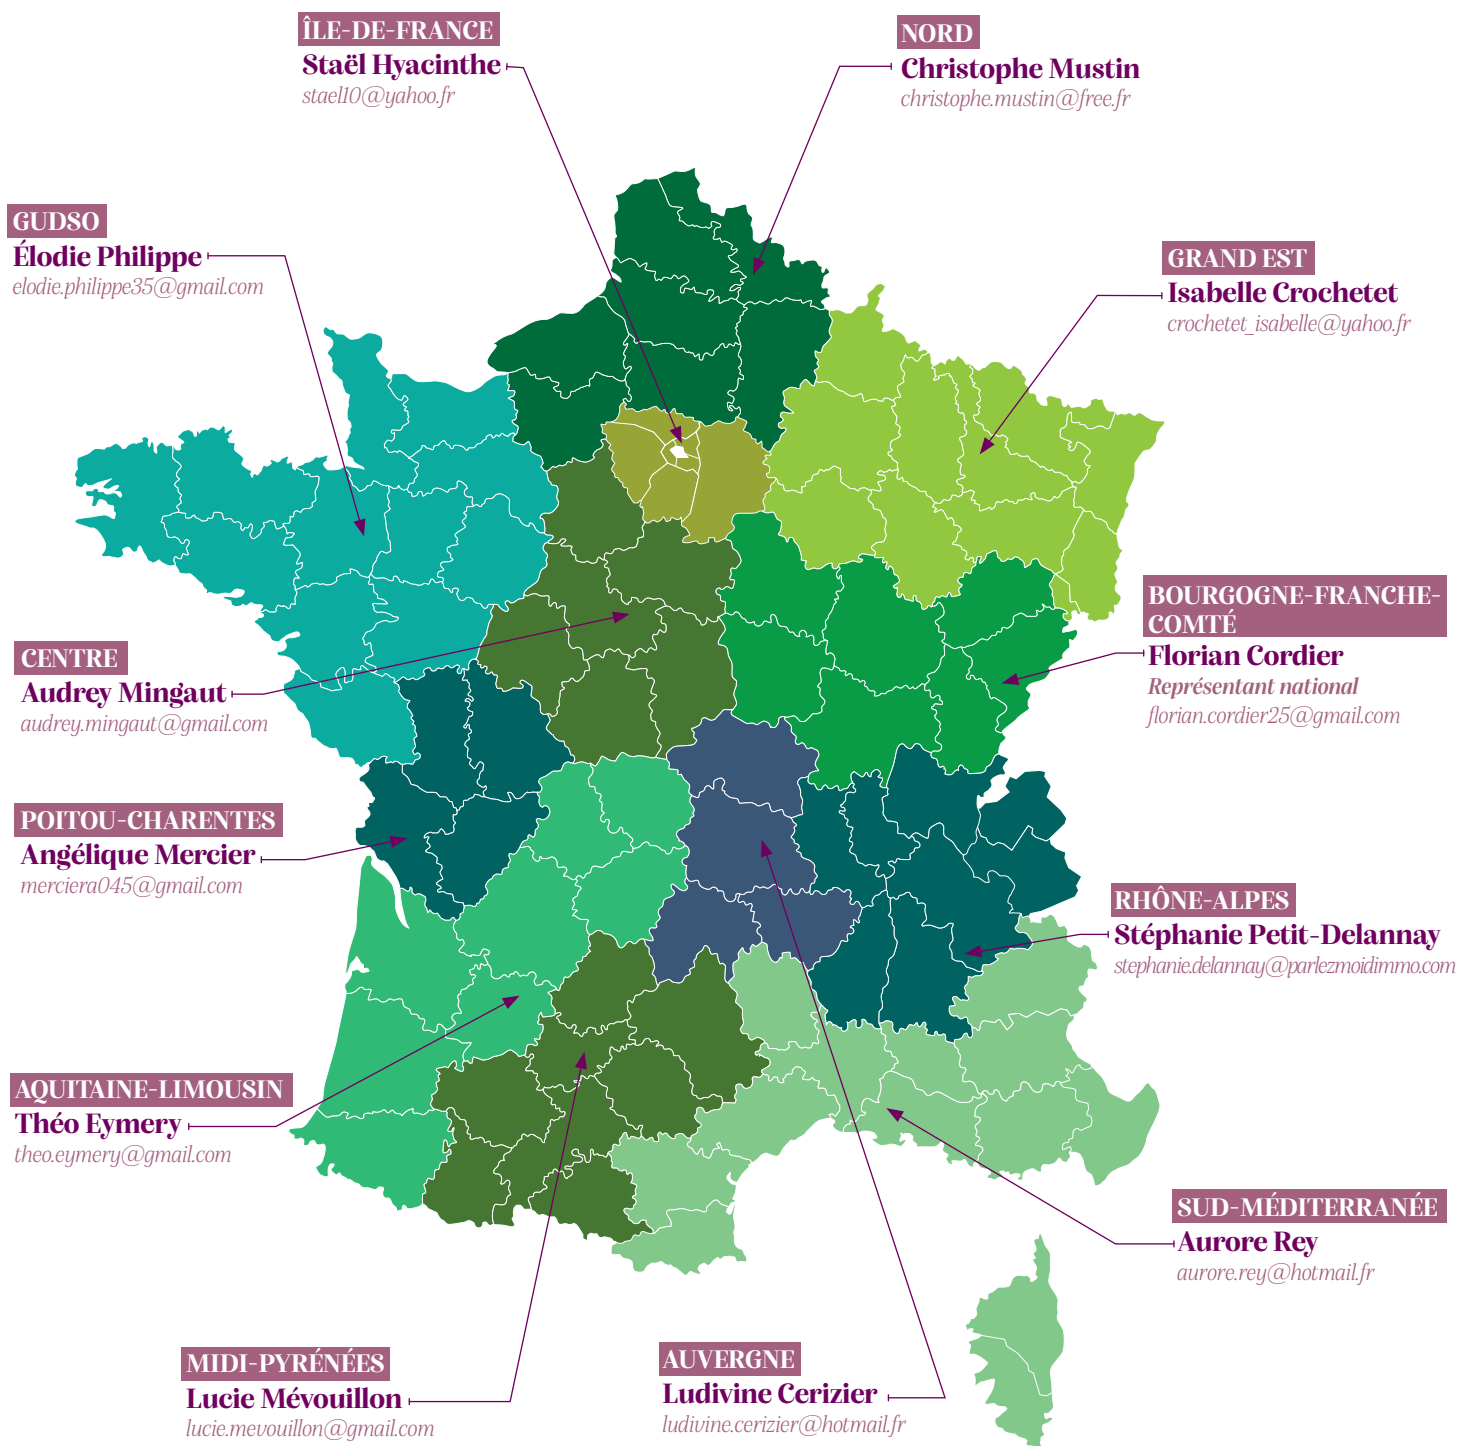 ÎLE-DE-FRANCE
Staël Hyacinthe
stael10@yahoo.fr
NORD
Christophe Mustin
christophe.mustin@free.fr
GUDSO
Élodie Philippe
elodie.philippe35@gmail.com
GRAND EST
Isabelle Crochetet
crochetet_isabelle@yahoo.fr
BOURGOGNE-FRANCHE-
COMTÉ
Florian Cordier
Représentant national
florian.cordier25@gmail.com
CENTRE
Audrey Mingaut
audrey.mingaut@gmail.com
POITOU-CHARENTES
Angélique Mercier
merciera045@gmail.com
RHÔNE-ALPES
Stéphanie Petit-Delannay
stephanie.delannay@parlezmoidimmo.com
AQUITAINE-LIMOUSIN
Théo Eymery
theo.eymery@gmail.com
SUD-MÉDITERRANÉE
Aurore Rey
aurore.rey@hotmail.fr
MIDI-PYRÉNÉES
Lucie Mévouillon
lucie.mevouillon@gmail.com
AUVERGNE
Ludivine Cerizier
ludivine.cerizier@hotmail.fr